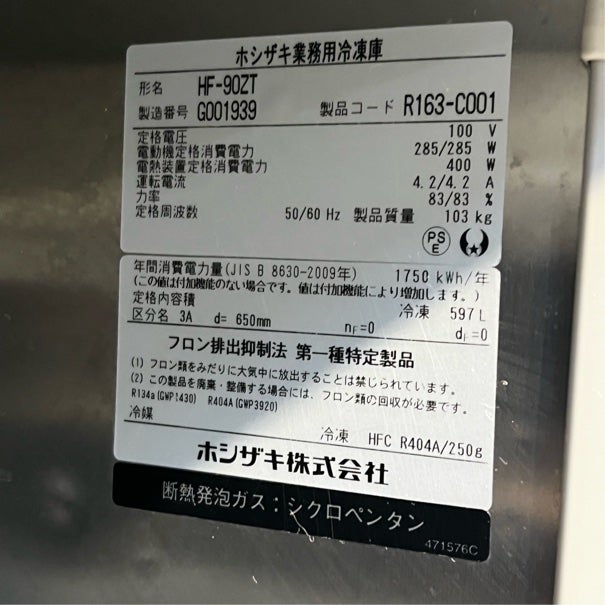 ホシザキ業務用冷凍庫
形名 HF-90ZT
製造番号 G001939 製品コード R163-C001
定格電圧 100 V
電動機定格消費電力 285/285 W
電熱装置定格消費電力 400 W
運転電流 4.2/4.2 A
力率 83/83 %
定格周波数 50/60 Hz 製品質量 103 kg
PS E
年間消費電力量(JIS B 8630-2009年) 1750 kWh/年
(この値は付加機能のない場合です。値は付加機能により増加します。)
定格内容積 冷凍 597 L
区分名 3A d= 650mm nF=0 dF=0
フロン排出抑制法 第一種特定製品
(1) フロン類をみだりに大気中に放出することは禁じられています。
(2) この製品を廃棄・整備する場合には、フロン類の回収が必要です。
R134a(GWP1430) R404A(GWP3920)
冷媒
冷凍 HFC R404A/250g
ホシザキ株式会社
断熱発泡ガス：シクロペンタン
471576C